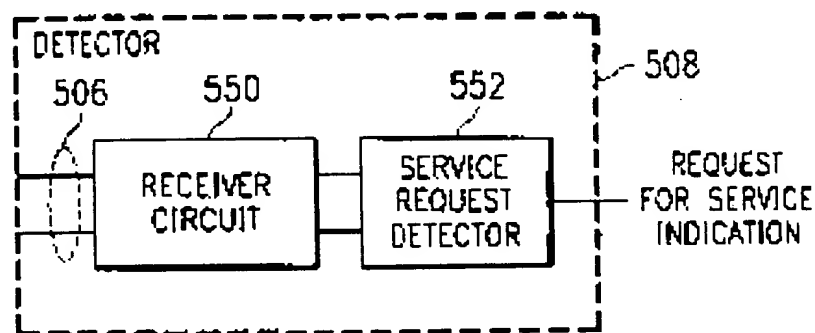 DETECTOR
508
506
550
552
RECEIVER
CIRCUIT
SERVICE
REQUEST
DETECTOR
REQUEST
FOR SERVICE
INDICATION